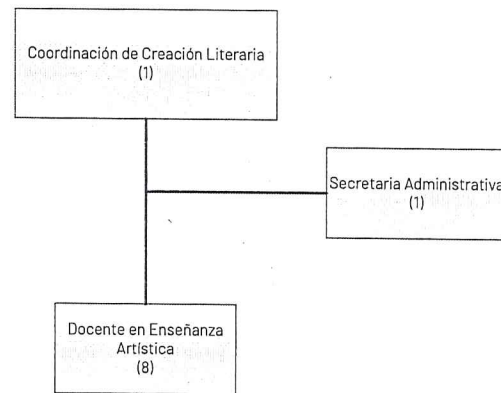 Coordinación de Creación Literaria
(1)
Secretaria Administrativa
(1)
Docente en Enseñanza
Artística
(8)